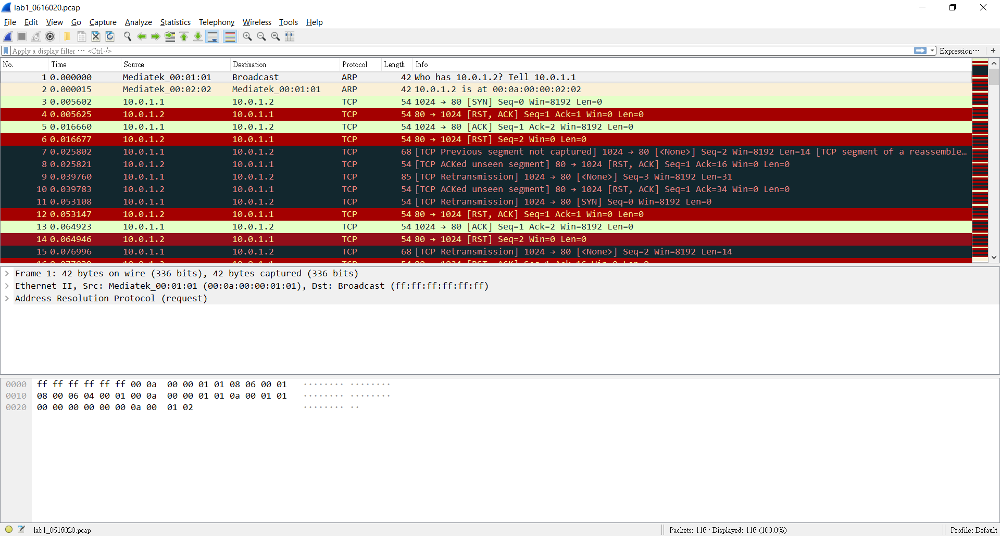 lab1_0616020.pcap
File Edit View Go Capture Analyze Statistics Telephony Wireless Tools Help
Apply a display filter ··· <Ctrl-/> Expression··· +
No. Time Source Destination Protocol Length Info
1 0.000000 Mediatek_00:01:01 Broadcast ARP 42 Who has 10.0.1.2? Tell 10.0.1.1
2 0.000015 Mediatek_00:02:02 Mediatek_00:01:01 ARP 42 10.0.1.2 is at 00:0a:00:00:02:02
3 0.005602 10.0.1.1 10.0.1.2 TCP 54 1024 → 80 [SYN] Seq=0 Win=8192 Len=0
4 0.005625 10.0.1.2 10.0.1.1 TCP 54 80 → 1024 [RST, ACK] Seq=1 Ack=1 Win=0 Len=0
5 0.016660 10.0.1.1 10.0.1.2 TCP 54 1024 → 80 [ACK] Seq=1 Ack=2 Win=8192 Len=0
6 0.016677 10.0.1.2 10.0.1.1 TCP 54 80 → 1024 [RST] Seq=2 Win=0 Len=0
7 0.025802 10.0.1.1 10.0.1.2 TCP 68 [TCP Previous segment not captured] 1024 → 80 [<None>] Seq=2 Win=8192 Len=14 [TCP segment of a reassemble…
8 0.025821 10.0.1.2 10.0.1.1 TCP 54 [TCP ACKed unseen segment] 80 → 1024 [RST, ACK] Seq=1 Ack=16 Win=0 Len=0
9 0.039760 10.0.1.1 10.0.1.2 TCP 85 [TCP Retransmission] 1024 → 80 [<None>] Seq=3 Win=8192 Len=31
10 0.039783 10.0.1.2 10.0.1.1 TCP 54 [TCP ACKed unseen segment] 80 → 1024 [RST, ACK] Seq=1 Ack=34 Win=0 Len=0
11 0.053108 10.0.1.1 10.0.1.2 TCP 54 [TCP Retransmission] 1024 → 80 [SYN] Seq=0 Win=8192 Len=0
12 0.053147 10.0.1.2 10.0.1.1 TCP 54 80 → 1024 [RST, ACK] Seq=1 Ack=1 Win=0 Len=0
13 0.064923 10.0.1.1 10.0.1.2 TCP 54 1024 → 80 [ACK] Seq=1 Ack=2 Win=8192 Len=0
14 0.064946 10.0.1.2 10.0.1.1 TCP 54 80 → 1024 [RST] Seq=2 Win=0 Len=0
15 0.076996 10.0.1.1 10.0.1.2 TCP 68 [TCP Retransmission] 1024 → 80 [<None>] Seq=2 Win=8192 Len=14
Frame 1: 42 bytes on wire (336 bits), 42 bytes captured (336 bits)
Ethernet II, Src: Mediatek_00:01:01 (00:0a:00:00:01:01), Dst: Broadcast (ff:ff:ff:ff:ff:ff)
Address Resolution Protocol (request)
0000 ff ff ff ff ff ff 00 0a 00 00 01 01 08 06 00 01 ········ ········
0010 08 00 06 04 00 01 00 0a 00 00 01 01 0a 00 01 01 ········ ········
0020 00 00 00 00 00 00 0a 00 01 02 ········ ··
lab1_0616020.pcap Packets: 116 · Displayed: 116 (100.0%) Profile: Default